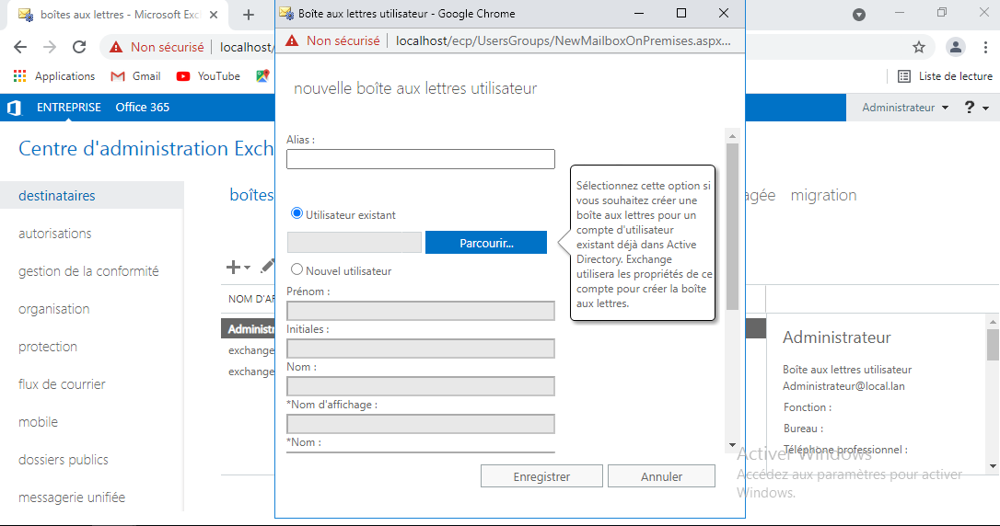 boîtes aux lettres - Microsoft Exc
Boîte aux lettres utilisateur - Google Chrome
Non sécurisé
localhost/
Non sécurisé
localhost/ecp/UsersGroups/NewMailboxOnPremises.aspx...
Applications
Gmail
YouTube
Liste de lecture
ENTREPRISE
Office 365
Administrateur
?
Centre d'administration Exch
destinataires
autorisations
gestion de la conformité
organisation
protection
flux de courrier
mobile
dossiers publics
messagerie unifiée
boîtes
agée
migration
NOM D'AF
Administr
exchange
exchange
nouvelle boîte aux lettres utilisateur
Alias :
Utilisateur existant
Parcourir...
Nouvel utilisateur
Prénom :
Initiales :
Nom :
*Nom d'affichage :
*Nom :
Enregistrer
Annuler
Sélectionnez cette option si
vous souhaitez créer une
boîte aux lettres pour un
compte d'utilisateur
existant déjà dans Active
Directory. Exchange
utilisera les propriétés de ce
compte pour créer la boîte
aux lettres.
Administrateur
Boîte aux lettres utilisateur
Administrateur@local.lan
Fonction :
Bureau :
Téléphone professionnel :
Activer Windows
Accédez aux paramètres pour activer
Windows.